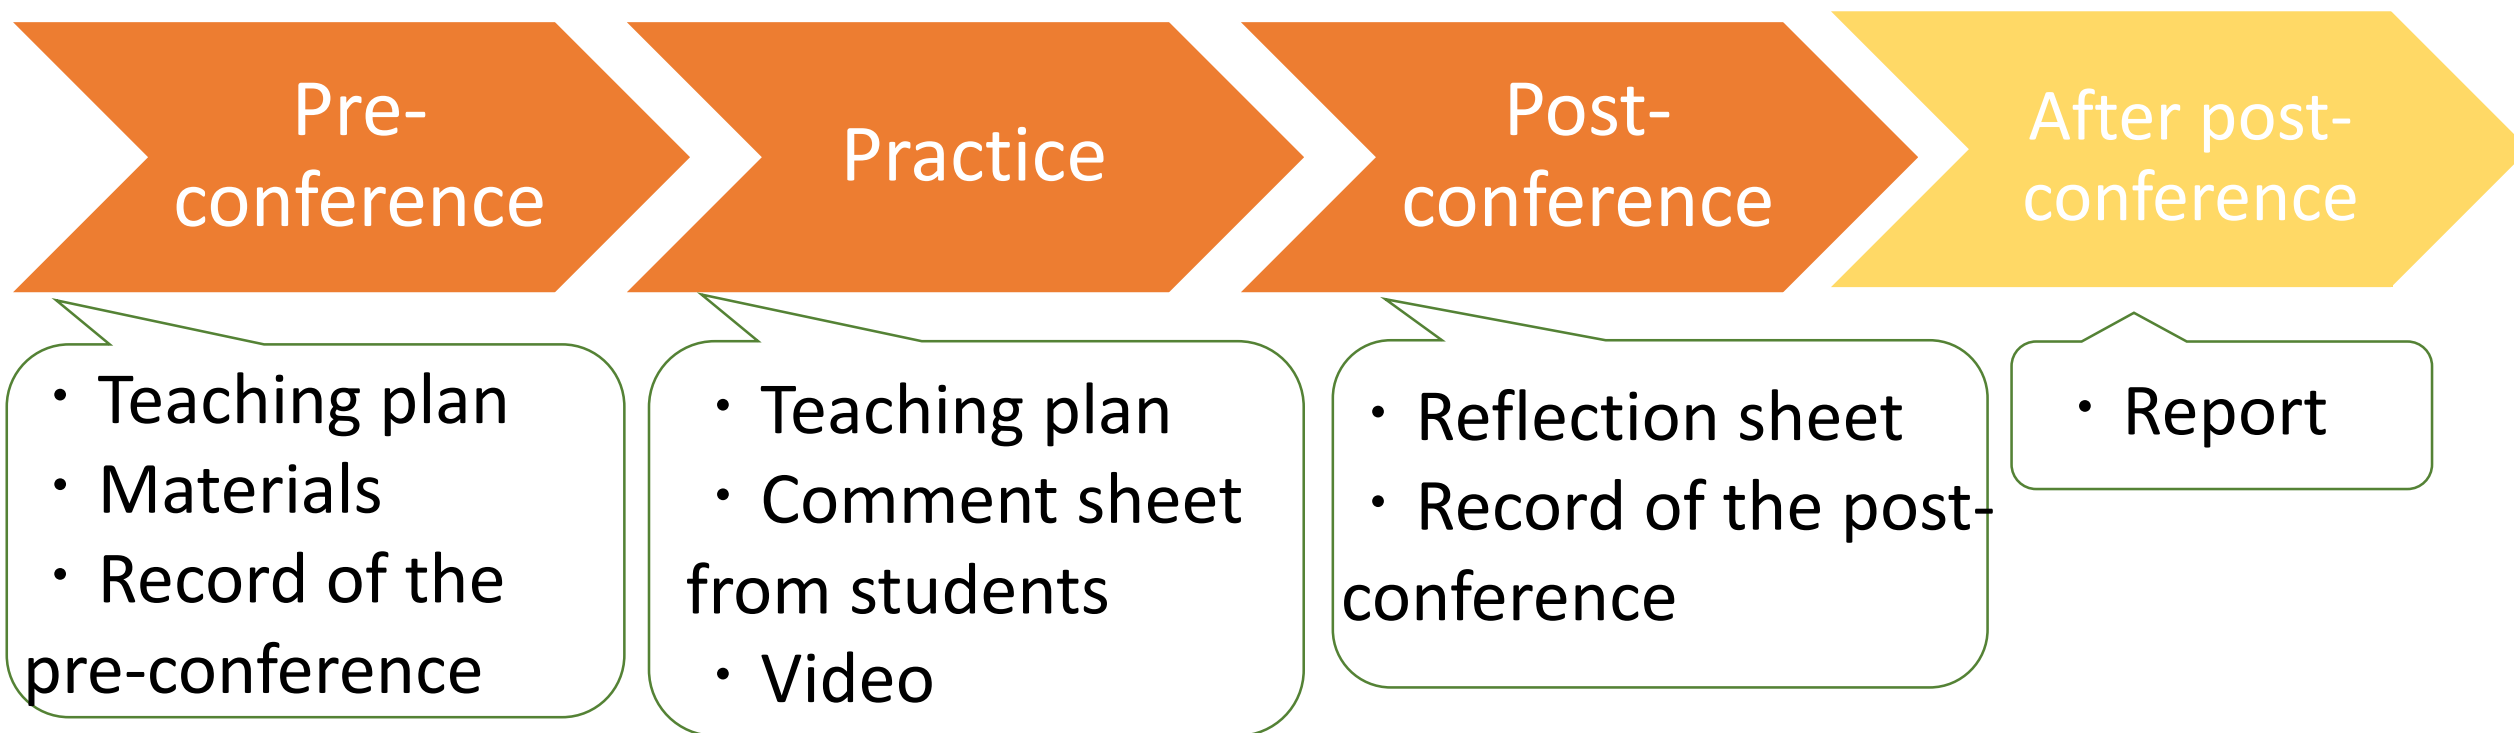 Pre-
conference
Practice
Post-
conference
After post-
conference
• Teaching plan
• Materials
• Record of the
pre-conference
• Teaching plan
• Comment sheet
from students
• Video
• Reflection sheet
• Record of the post-
conference
• Report